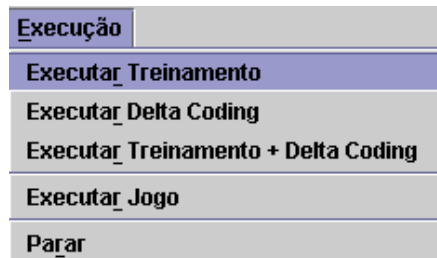 Execução
Executar Treinamento
Executar Delta Coding
Executar Treinamento + Delta Coding
Executar Jogo
Parar